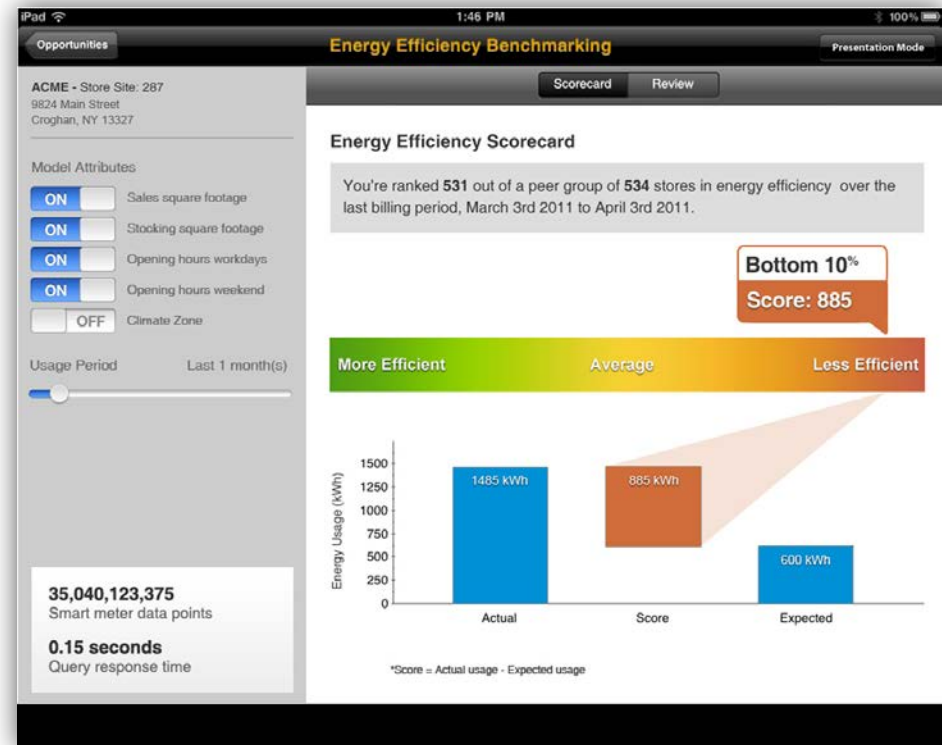 iPad
1:46 PM
100%
Opportunities
Energy Efficiency Benchmarking
Presentation Mode
ACME - Store Site: 287
9824 Main Street
Croghan, NY 13327
Scorecard
Review
Model Attributes
ON Sales square footage
ON Stocking square footage
ON Opening hours workdays
ON Opening hours weekend
OFF Climate Zone
Usage Period
Last 1 month(s)
35,040,123,375
Smart meter data points
0.15 seconds
Query response time
Energy Efficiency Scorecard
You're ranked 531 out of a peer group of 534 stores in energy efficiency over the
last billing period, March 3rd 2011 to April 3rd 2011.
Bottom 10%
Score: 885
More Efficient
Average
Less Efficient
Energy Usage (kWh)
1500
1250
1000
750
500
250
0
1485 kWh
885 kWh
600 kWh
Actual
Score
Expected
*Score = Actual usage - Expected usage